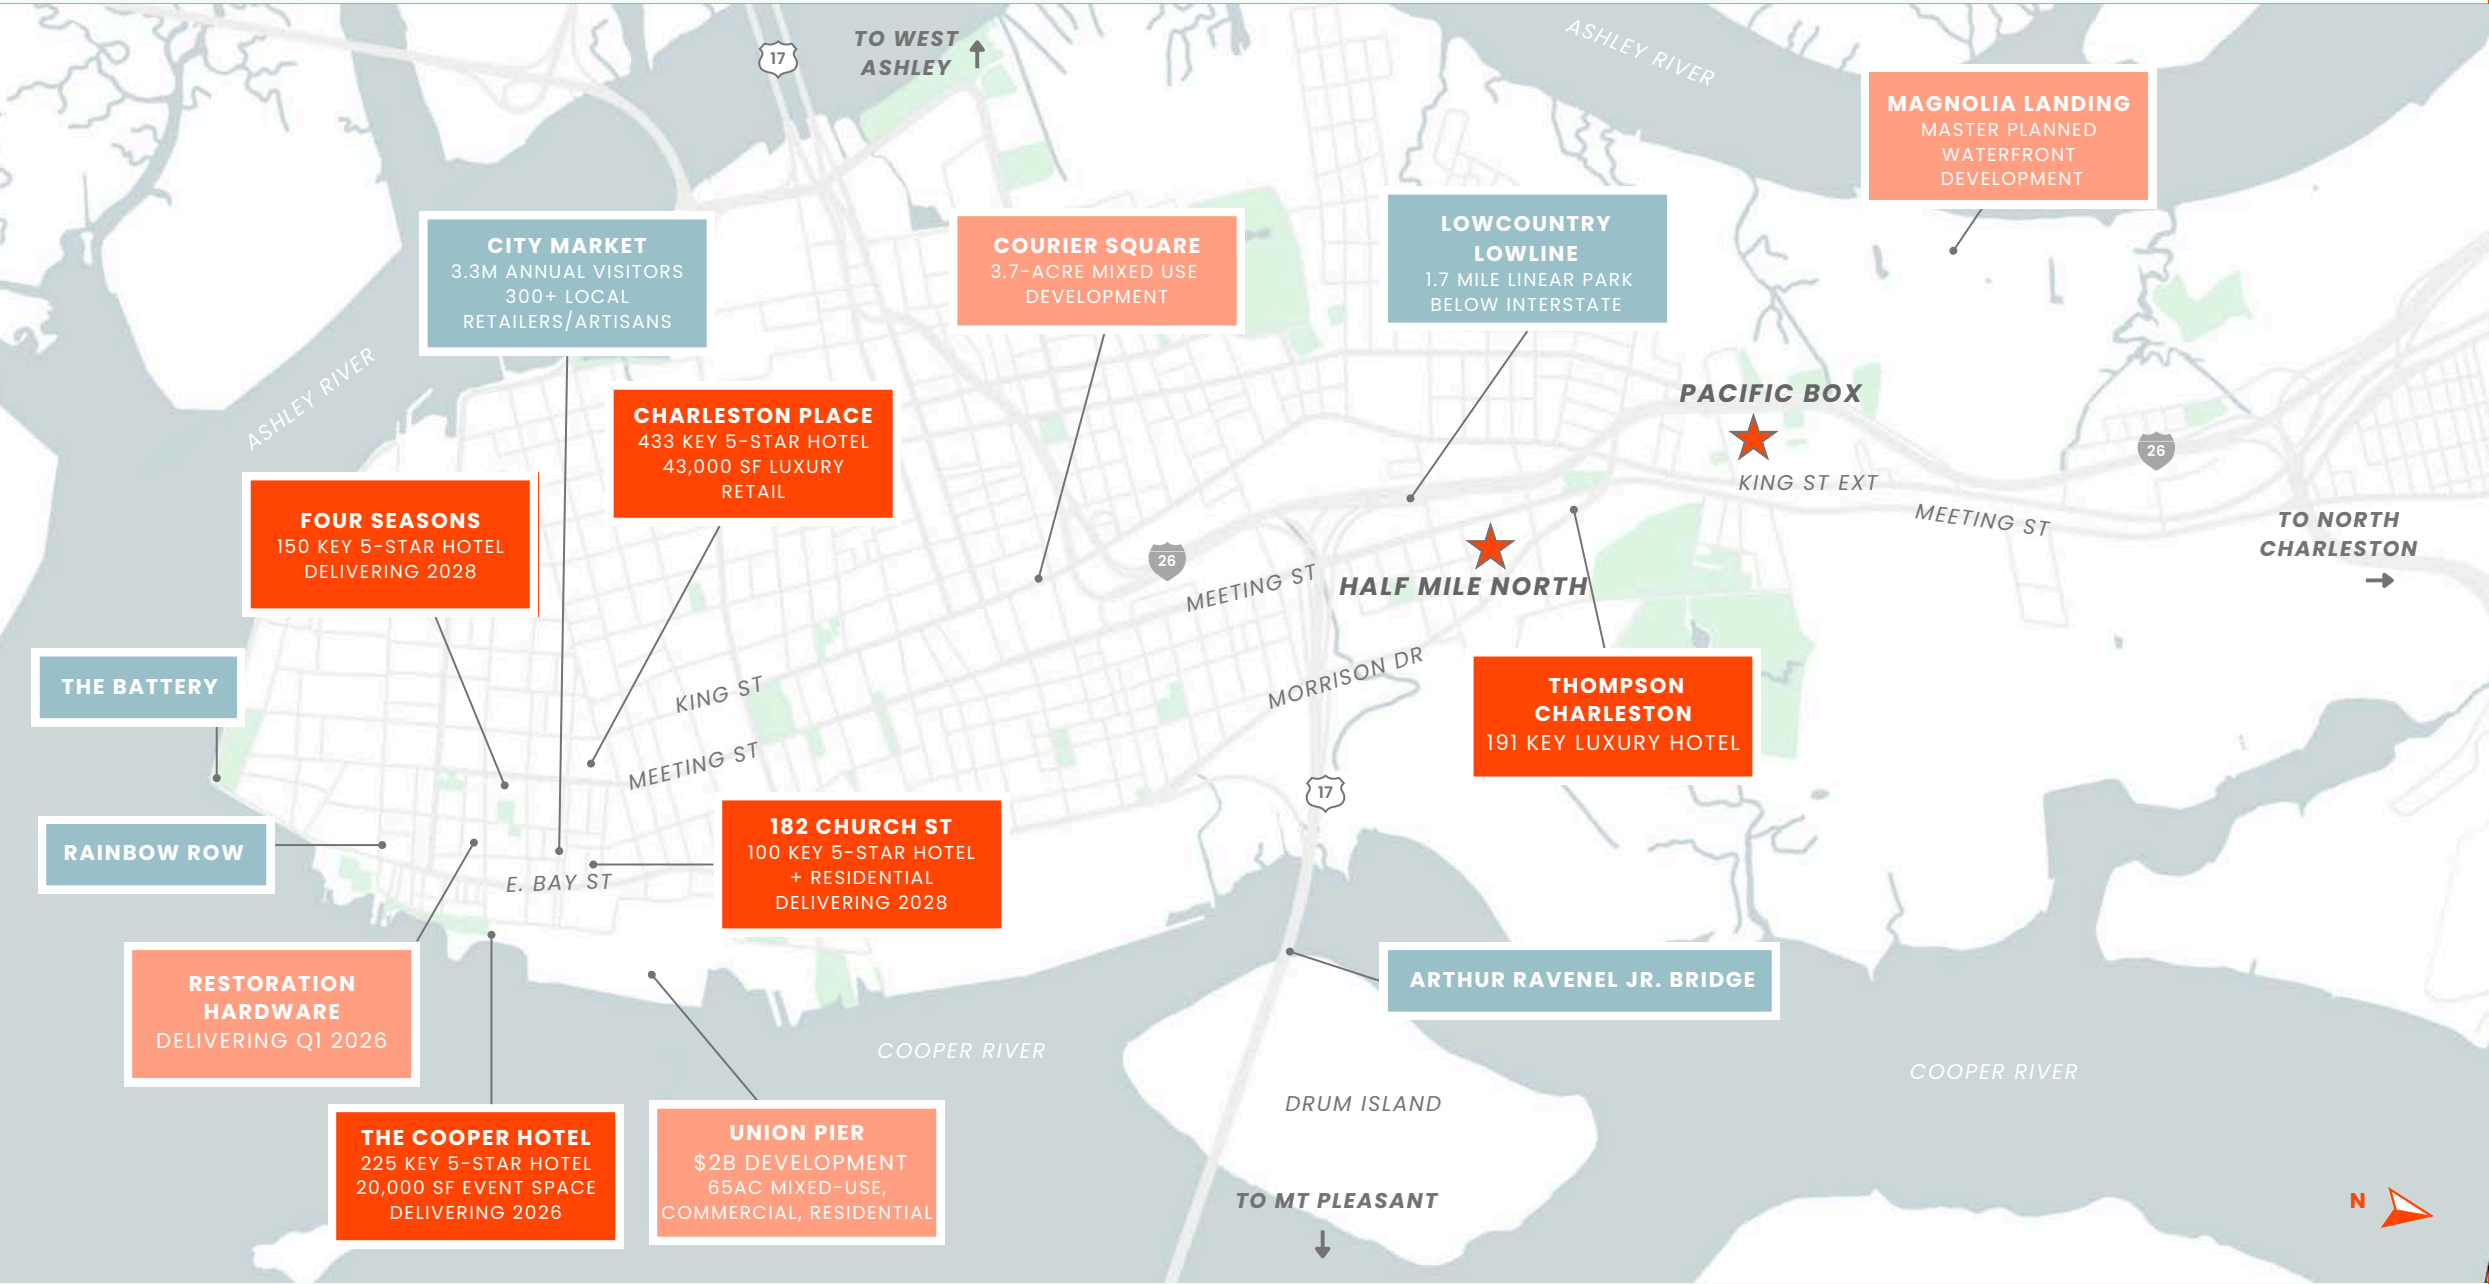 17
TO WEST
ASHLEY
ASHLEY RIVER
MAGNOLIA LANDING
MASTER PLANNED
WATERFRONT
DEVELOPMENT
CITY MARKET
3.3M ANNUAL VISITORS
300+ LOCAL
RETAILERS/ARTISANS
COURIER SQUARE
3.7-ACRE MIXED USE
DEVELOPMENT
LOWCOUNTRY
LOWLINE
1.7 MILE LINEAR PARK
BELOW INTERSTATE
ASHLEY RIVER
CHARLESTON PLACE
433 KEY 5-STAR HOTEL
43,000 SF LUXURY
RETAIL
PACIFIC BOX
26
KING ST EXT
MEETING ST
TO NORTH
CHARLESTON
FOUR SEASONS
150 KEY 5-STAR HOTEL
DELIVERING 2028
26
MEETING ST
HALF MILE NORTH
THE BATTERY
KING ST
MORRISON DR
THOMPSON
CHARLESTON
191 KEY LUXURY HOTEL
MEETING ST
17
RAINBOW ROW
182 CHURCH ST
100 KEY 5-STAR HOTEL
+ RESIDENTIAL
DELIVERING 2028
E. BAY ST
RESTORATION
HARDWARE
DELIVERING Q1 2026
ARTHUR RAVENEL JR. BRIDGE
COOPER RIVER
COOPER RIVER
DRUM ISLAND
THE COOPER HOTEL
225 KEY 5-STAR HOTEL
20,000 SF EVENT SPACE
DELIVERING 2026
UNION PIER
$2B DEVELOPMENT
65AC MIXED-USE,
COMMERCIAL, RESIDENTIAL
TO MT PLEASANT
N